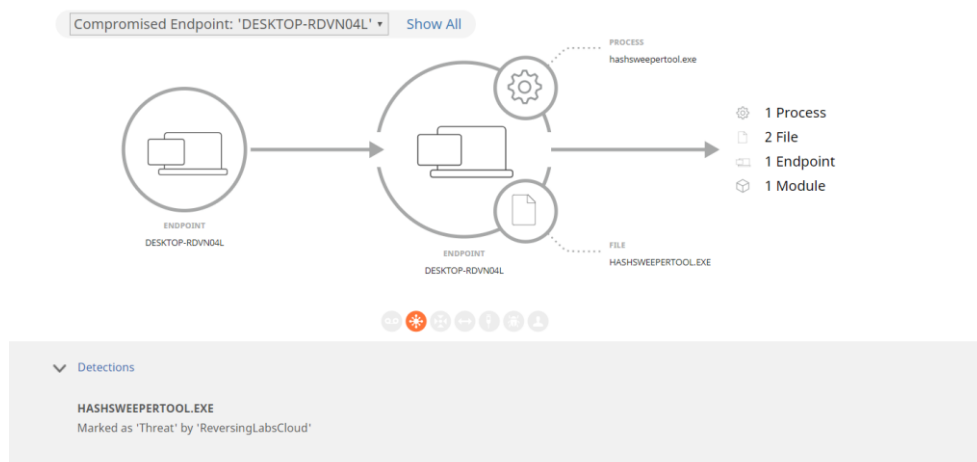 Compromised Endpoint: 'DESKTOP-RDVN04L'
Show All
PROCESS
hashsweepertool.exe
1 Process
2 File
1 Endpoint
1 Module
ENDPOINT
DESKTOP-RDVN04L
ENDPOINT
DESKTOP-RDVN04L
FILE
HASHSWEEPERTOOL.EXE
Detections
HASHSWEEPERTOOL.EXE
Marked as 'Threat' by 'ReversingLabsCloud'